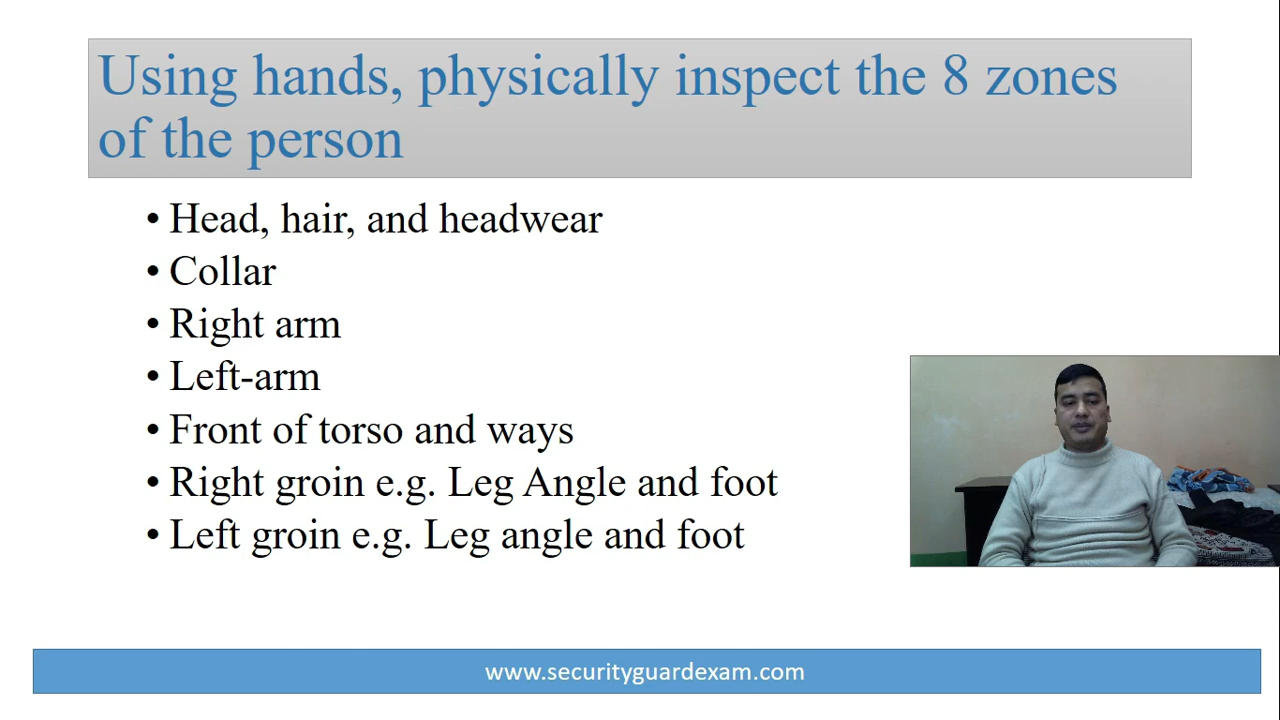 Using hands, physically inspect the 8 zones
of the person
• Head, hair, and headwear
• Collar
• Right arm
• Left-arm
• Front of torso and ways
• Right groin e.g. Leg Angle and foot
• Left groin e.g. Leg angle and foot
www.securityguardexam.com